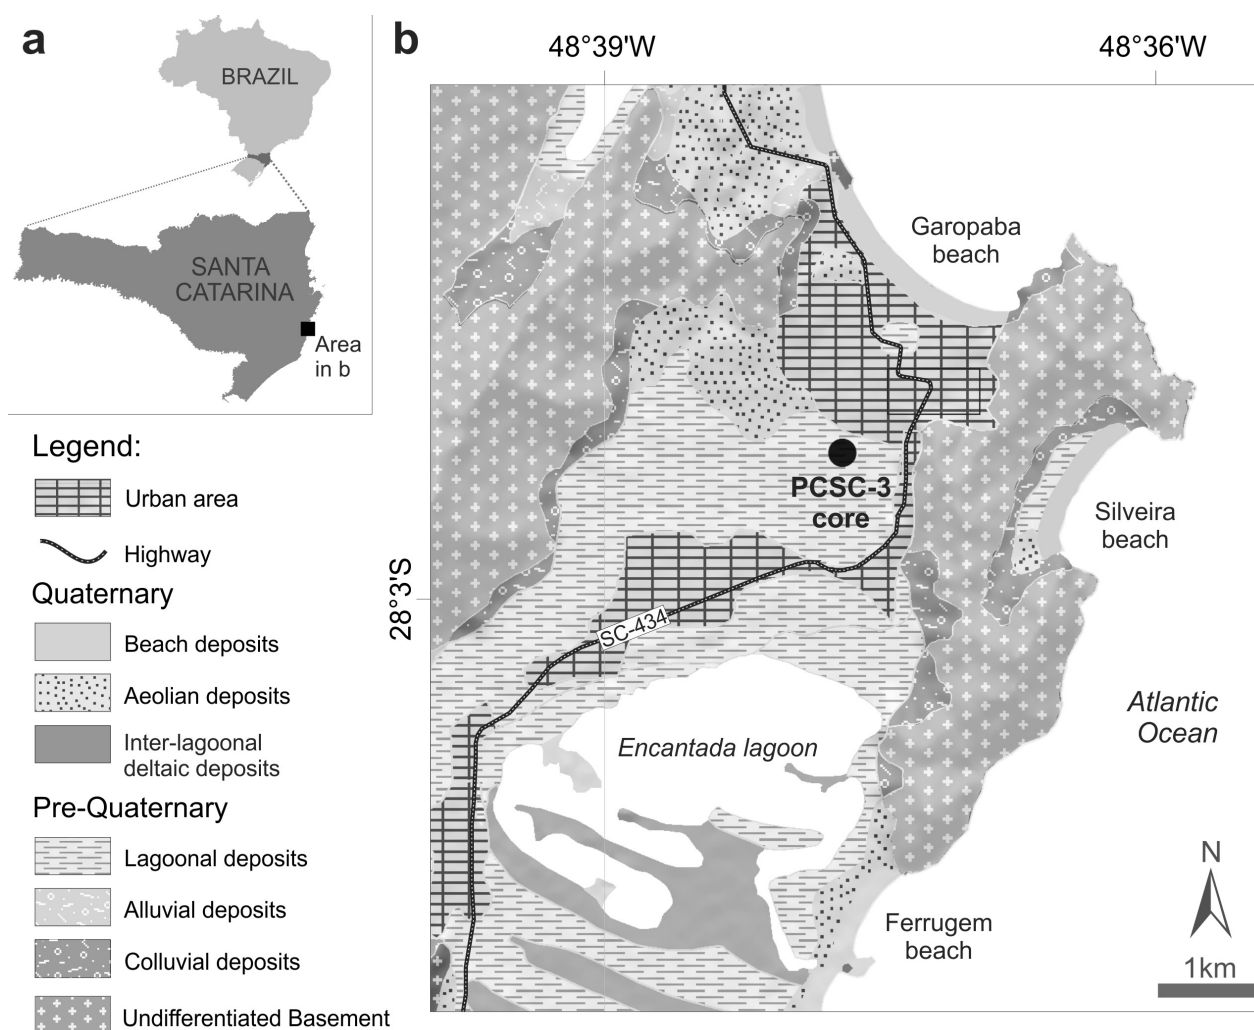 a
BRAZIL
SANTA
CATARINA
Area
in b
b
48°39'W
48°36'W
28°3'S
Garopaba
beach
Silveira
beach
PCSC-3
core
SC-434
Encantada lagoon
Atlantic
Ocean
Ferrugem
beach
N
1km
Legend:
Urban area
Highway
Quaternary
Beach deposits
Aeolian deposits
Inter-lagoonal
deltaic deposits
Pre-Quaternary
Lagoonal deposits
Alluvial deposits
Colluvial deposits
Undifferentiated Basement